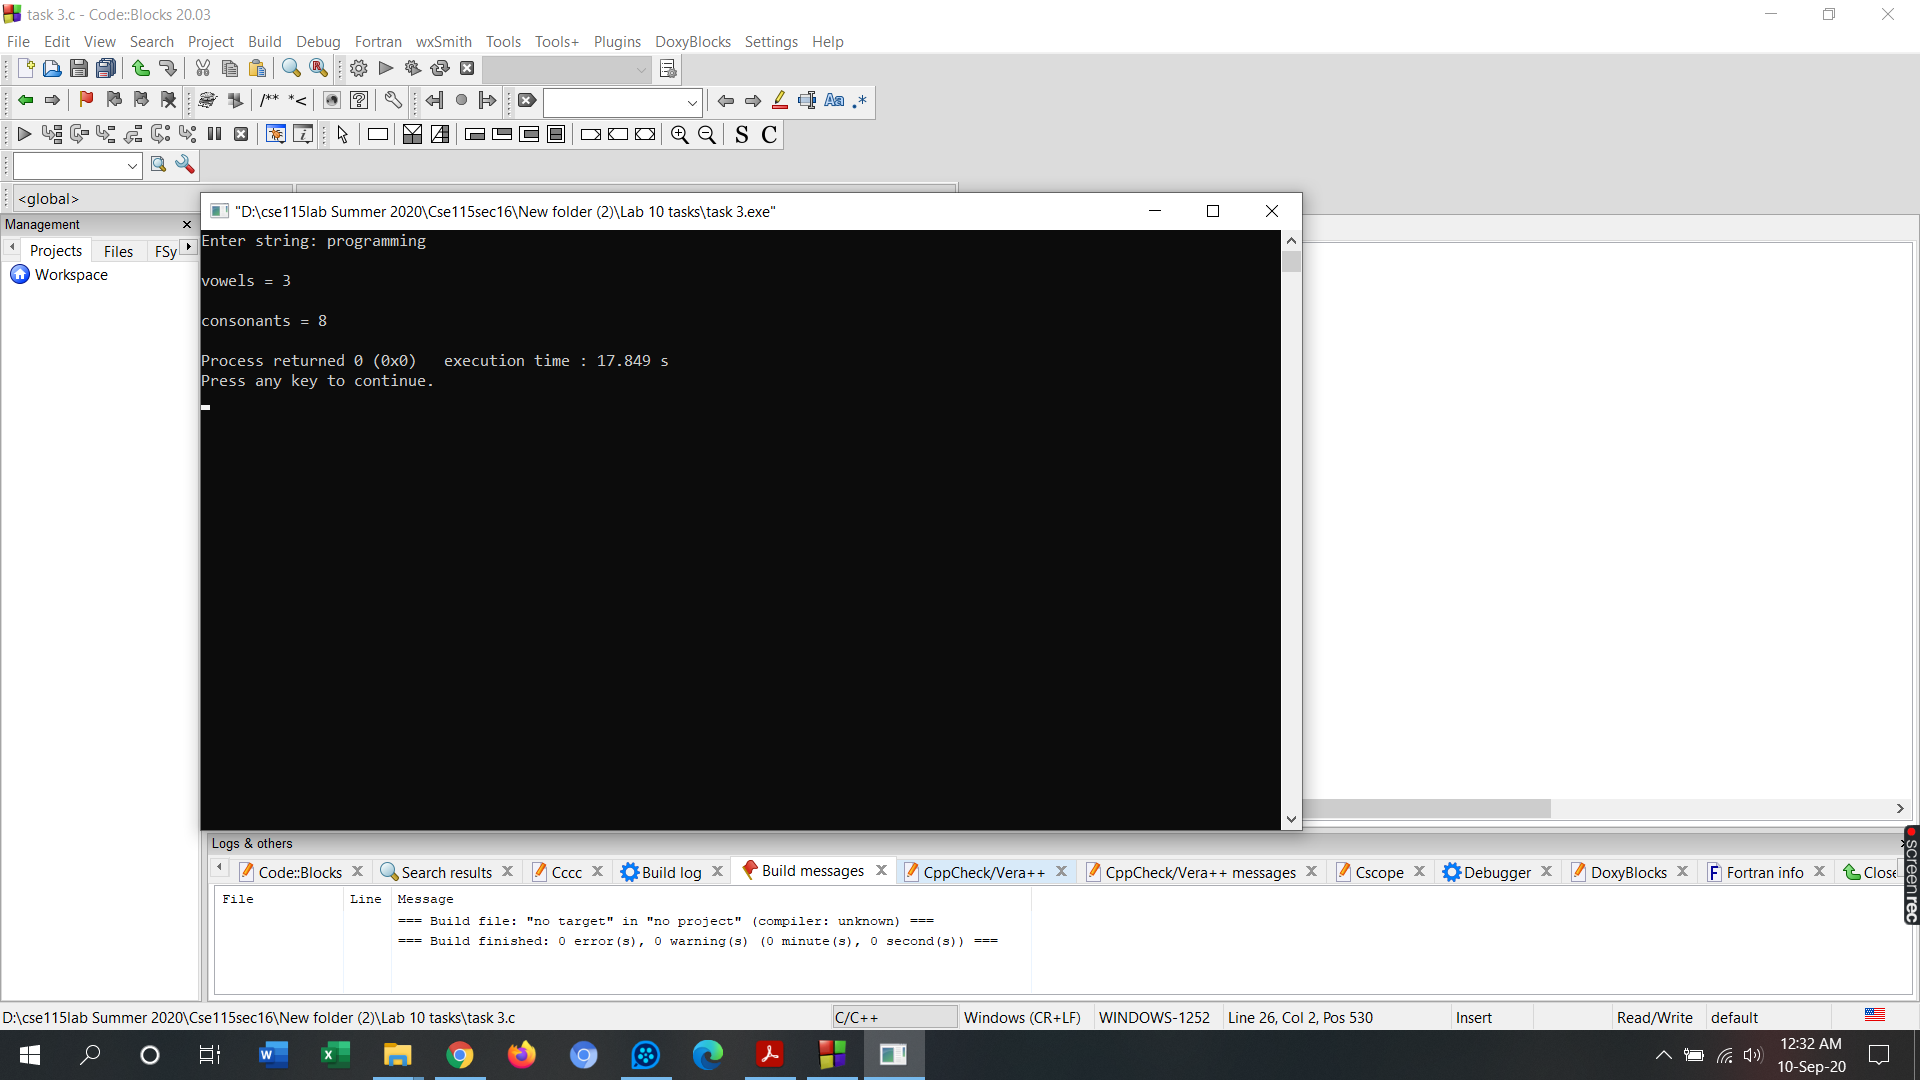 task 3.c - Code::Blocks 20.03
File Edit View Search Project Build Debug Fortran wxSmith Tools Tools+ Plugins DoxyBlocks Settings Help
/** *<
Aa .*
S C
<global>
"D:\cse115lab Summer 2020\Cse115sec16\New folder (2)\Lab 10 tasks\task 3.exe"
Management
Projects Files FSy
Workspace
Enter string: programming
vowels = 3
consonants = 8
Process returned 0 (0x0)   execution time : 17.849 s
Press any key to continue.
Logs & others
Code::Blocks Search results Cccc Build log Build messages CppCheck/Vera++ CppCheck/Vera++ messages Cscope Debugger DoxyBlocks Fortran info Close
File Line Message
=== Build file: "no target" in "no project" (compiler: unknown) ===
=== Build finished: 0 error(s), 0 warning(s) (0 minute(s), 0 second(s)) ===
screenrec
D:\cse115lab Summer 2020\Cse115sec16\New folder (2)\Lab 10 tasks\task 3.c C/C++ Windows (CR+LF) WINDOWS-1252 Line 26, Col 2, Pos 530 Insert Read/Write default
12:32 AM
10-Sep-20